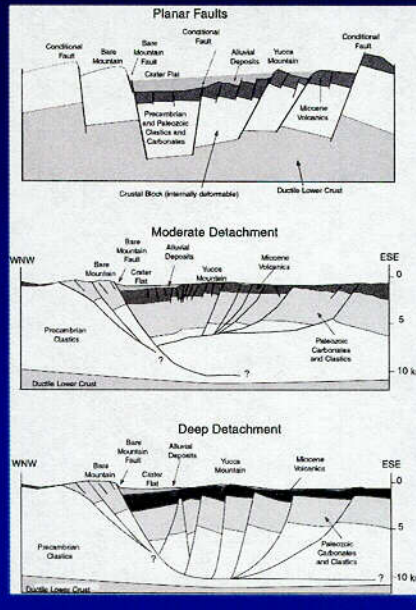 Planar Faults
Conditional
Fault
Bare
Mountain
Bare
Mountain
Fault
Conditional
Fault
Alluvial
Deposits
Yucca
Mountain
Conditional
Fault
Crater Flat
Precambrian
and Paleozoic
Clastics and
Carbonates
Miocene
Volcanics
Crustal Block (internally deformable)
Ductile Lower Crust
Moderate Detachment
WNW
ESE
Bare
Mountain
Bare
Mountain
Fault
Crater
Flat
Alluvial
Deposits
Yucca
Mountain
Miocene
Volcanics
0
5
10 k
Precambrian
Clastics
Paleozoic
Carbonates
and Clastics
?
?
Ductile Lower Crust
Deep Detachment
WNW
ESE
Bare
Mountain
Bare
Mountain
Fault
Crater
Flat
Alluvial
Deposits
Yucca
Mountain
Miocene
Volcanics
0
5
10 km
Precambrian
Clastics
Paleozoic
Carbonates
and Clastics
?
?
Ductile Lower Crust